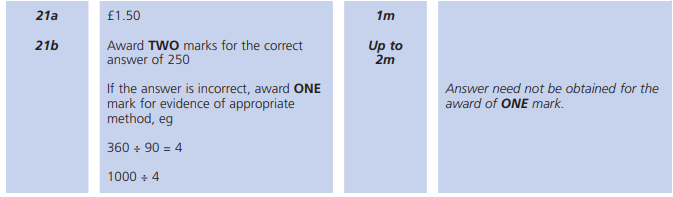 21a £1.50 1m
21b Award TWO marks for the correct Up to
answer of 250 2m
If the answer is incorrect, award ONE Answer need not be obtained for the
mark for evidence of appropriate award of ONE mark.
method, eg
360 ÷ 90 = 4
1000 ÷ 4